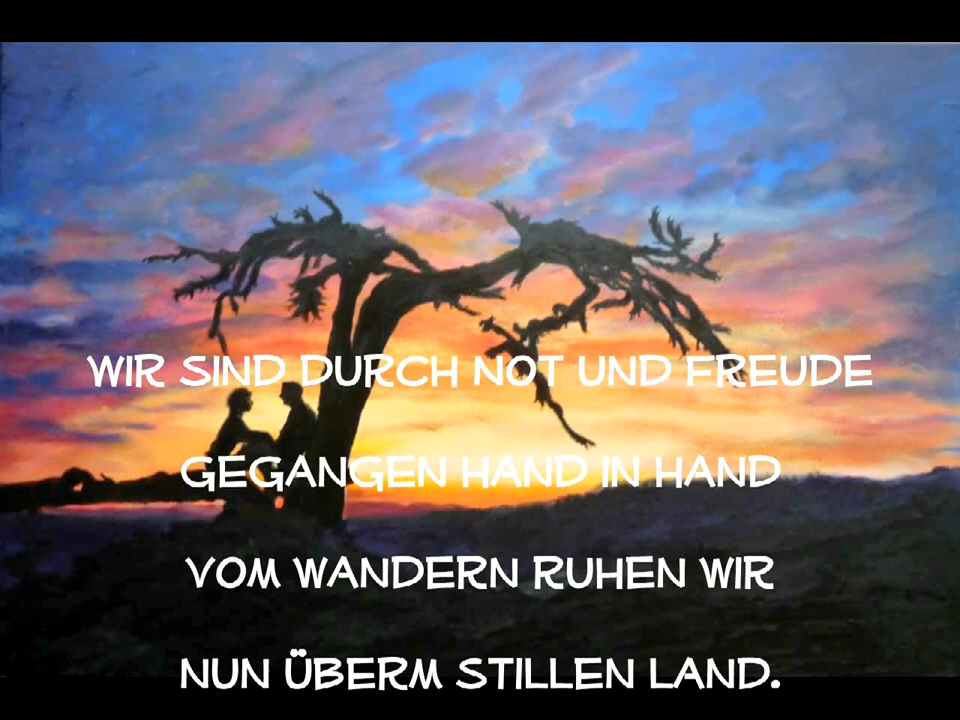 WIR SIND DURCH NOT UND FREUDE
GEGANGEN HAND IN HAND
VOM WANDERN RUHEN WIR
NUN ÜBERM STILLEN LAND.